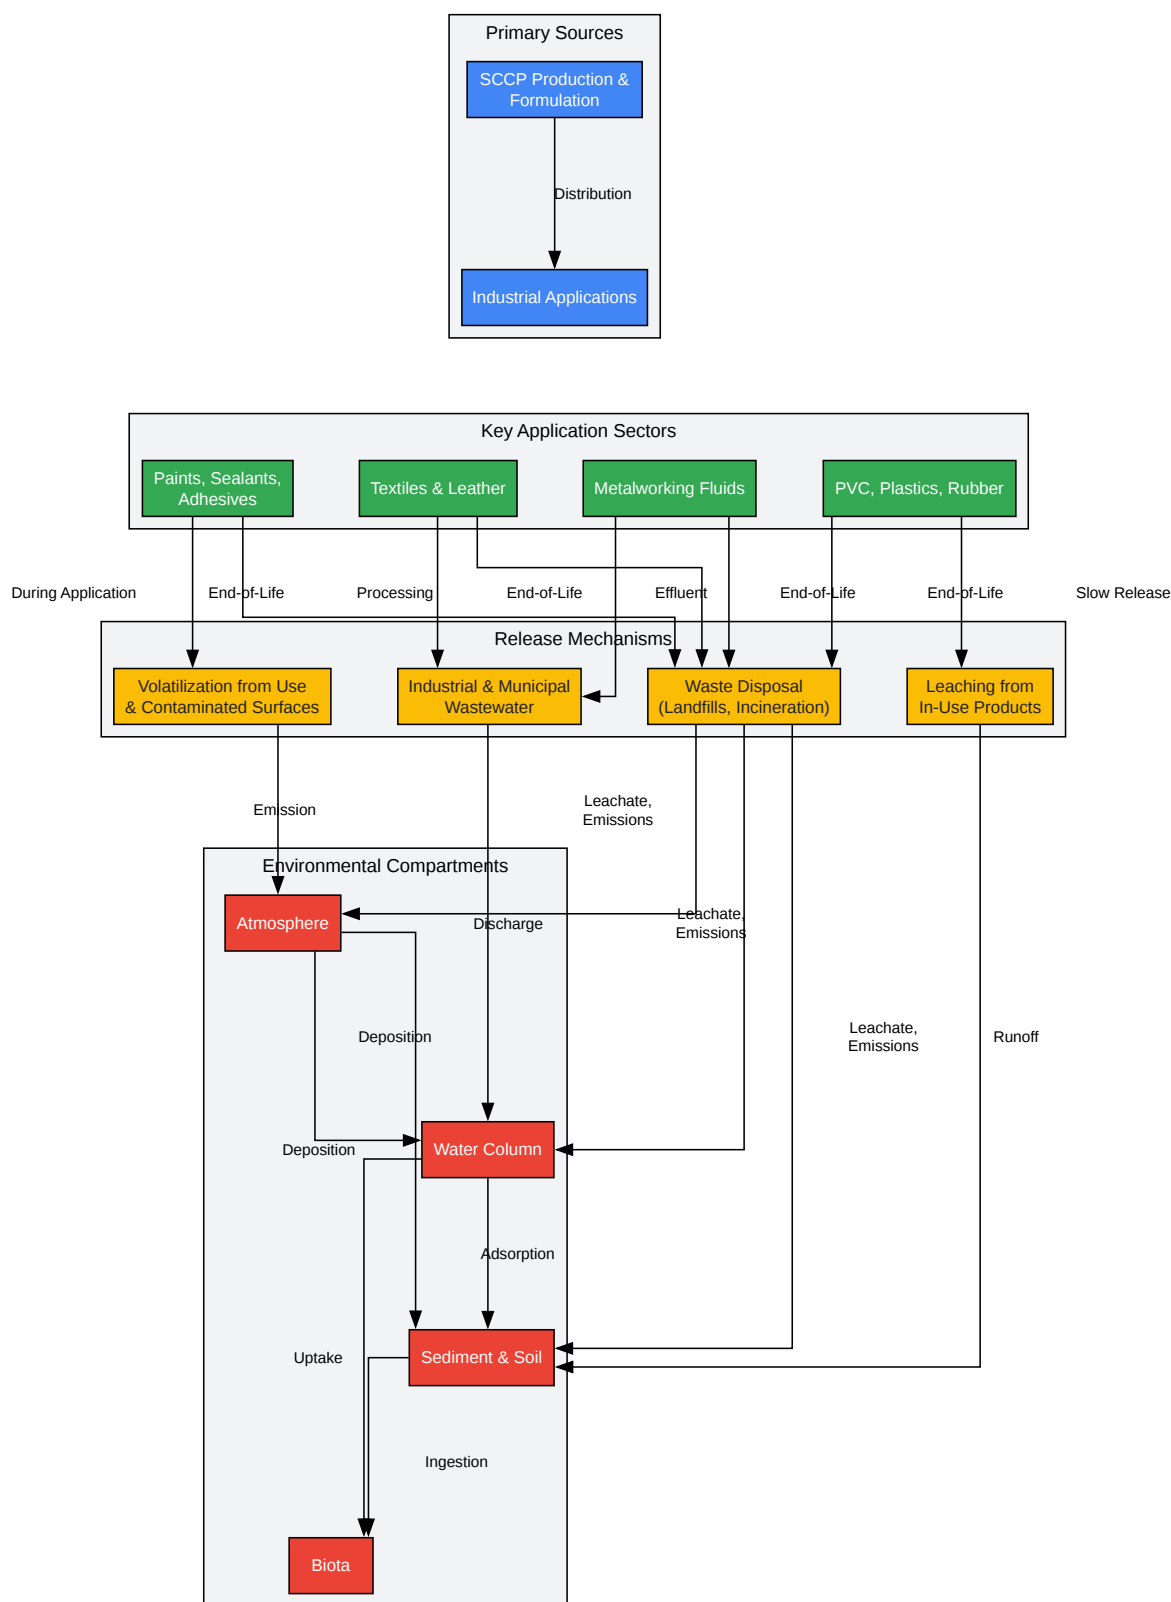 Primary Sources
SCCP Production &
Formulation
Distribution
Industrial Applications
Key Application Sectors
Paints, Sealants,
Adhesives
Textiles & Leather
Metalworking Fluids
PVC, Plastics, Rubber
During Application
End-of-Life
Processing
End-of-Life
Effluent
End-of-Life
End-of-Life
Slow Release
Release Mechanisms
Volatilization from Use
& Contaminated Surfaces
Industrial & Municipal
Wastewater
Waste Disposal
(Landfills, Incineration)
Leaching from
In-Use Products
Emission
Leachate,
Emissions
Environmental Compartments
Atmosphere
Discharge
Leachate,
Emissions
Deposition
Leachate,
Emissions
Runoff
Deposition
Water Column
Adsorption
Uptake
Sediment & Soil
Ingestion
Biota